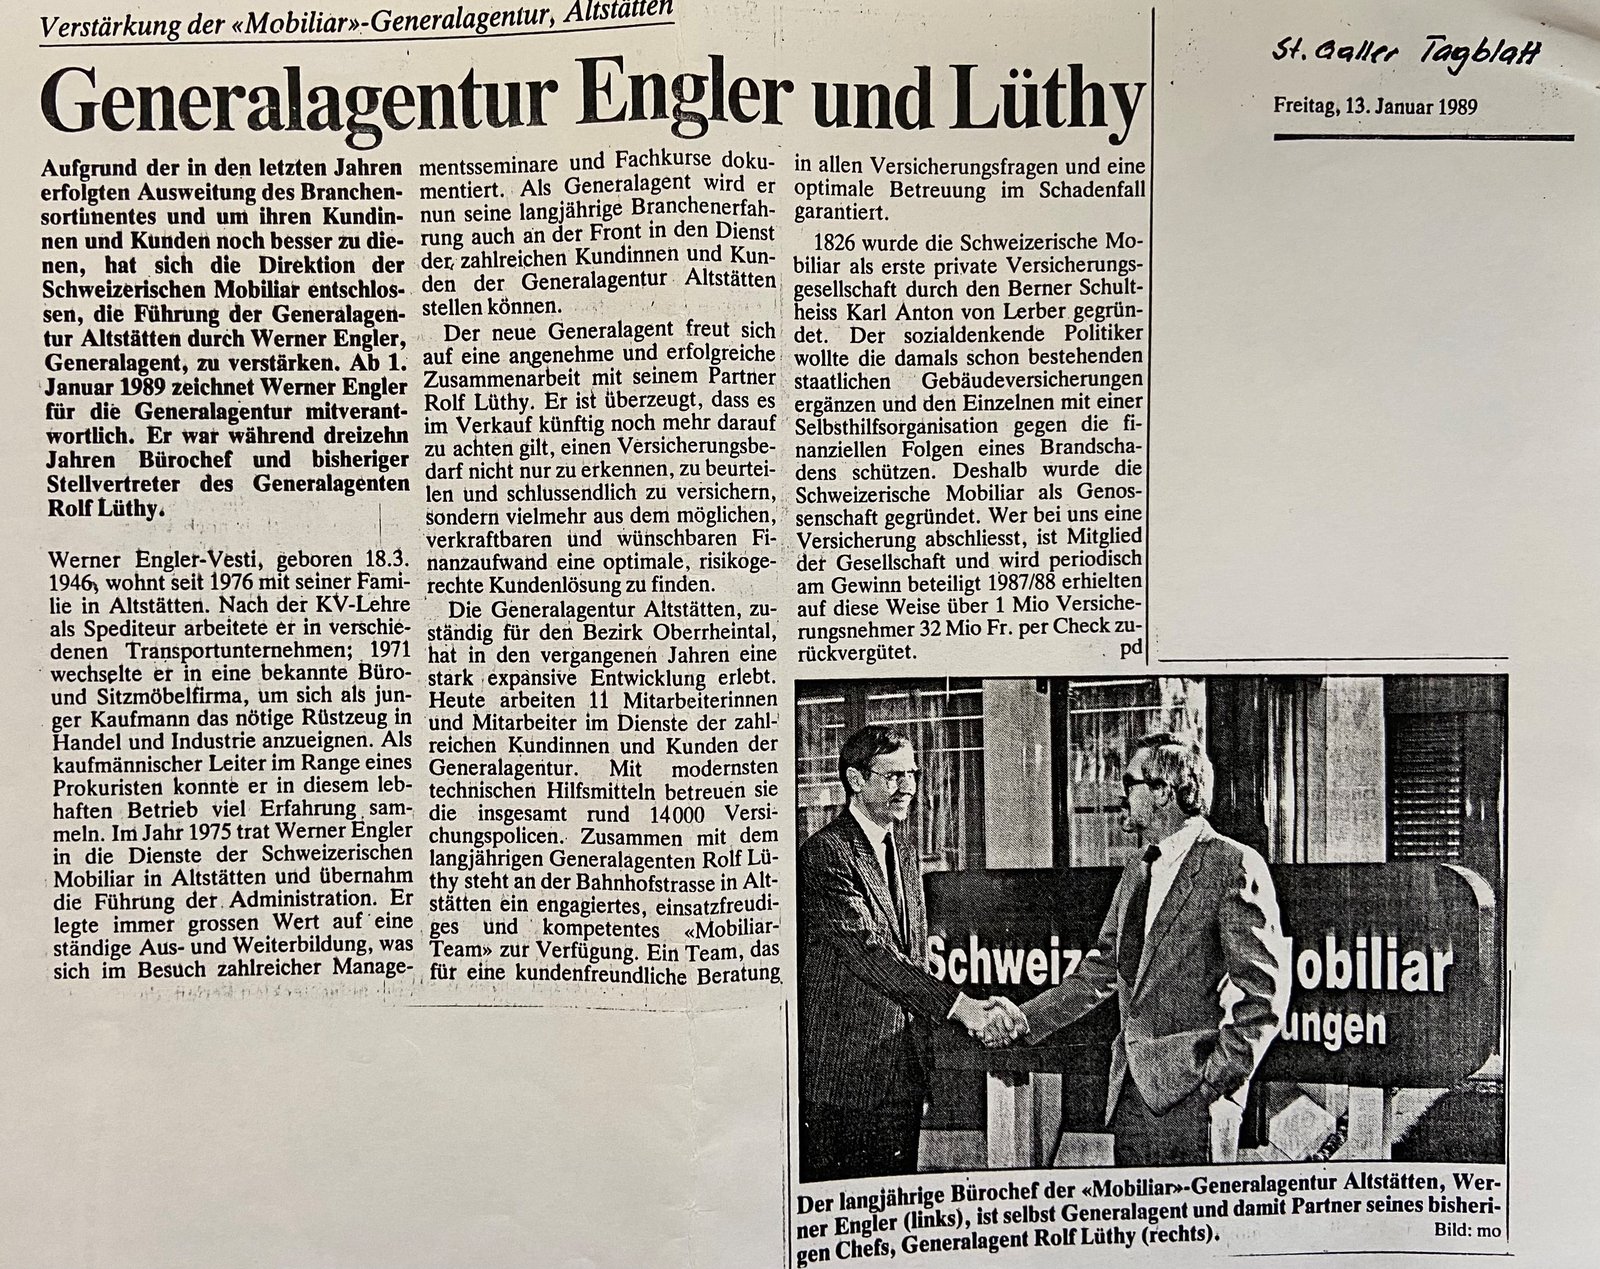 Verstärkung der «Mobiliar»-Generalagentur, Altstätten
Generalagentur Engler und Lüthy
St. Galler Tagblatt
Freitag, 13. Januar 1989
Aufgrund der in den letzten Jahren
erfolgten Ausweitung des Branchen-
sortimentes und um ihren Kundin-
nen und Kunden noch besser zu die-
nen, hat sich die Direktion der
Schweizerischen Mobiliar entschlos-
sen, die Führung der Generalagen-
tur Altstätten durch Werner Engler,
Generalagent, zu verstärken. Ab 1.
Januar 1989 zeichnet Werner Engler
für die Generalagentur mitverant-
wortlich. Er war während dreizehn
Jahren Bürochef und bisheriger
Stellvertreter des Generalagenten
Rolf Lüthy.
Werner Engler-Vesti, geboren 18.3.
1946, wohnt seit 1976 mit seiner Fami-
lie in Altstätten. Nach der KV-Lehre
als Spediteur arbeitete er in verschie-
denen Transportunternehmen; 1971
wechselte er in eine bekannte Büro-
und Sitzmöbelfirma, um sich als jun-
ger Kaufmann das nötige Rüstzeug in
Handel und Industrie anzueignen. Als
kaufmännischer Leiter im Range eines
Prokuristen konnte er in diesem leb-
haften Betrieb viel Erfahrung sam-
meln. Im Jahr 1975 trat Werner Engler
in die Dienste der Schweizerischen
Mobiliar in Altstätten und übernahm
die Führung der Administration. Er
legte immer grossen Wert auf eine
ständige Aus- und Weiterbildung, was
sich im Besuch zahlreicher Manage-
mentsseminare und Fachkurse doku-
mentiert. Als Generalagent wird er
nun seine langjährige Branchenerfah-
rung auch an der Front in den Dienst
der zahlreichen Kundinnen und Kun-
den der Generalagentur Altstätten
stellen können.
Der neue Generalagent freut sich
auf eine angenehme und erfolgreiche
Zusammenarbeit mit seinem Partner
Rolf Lüthy. Er ist überzeugt, dass es
im Verkauf künftig noch mehr darauf
zu achten gilt, einen Versicherungsbe-
darf nicht nur zu erkennen, zu beurtei-
len und schlussendlich zu versichern,
sondern vielmehr aus dem möglichen,
verkraftbaren und wünschbaren Fi-
nanzaufwand eine optimale, risikoge-
rechte Kundenlösung zu finden.
Die Generalagentur Altstätten, zu-
ständig für den Bezirk Oberrheintal,
hat in den vergangenen Jahren eine
stark expansive Entwicklung erlebt.
Heute arbeiten 11 Mitarbeiterinnen
und Mitarbeiter im Dienste der zahl-
reichen Kundinnen und Kunden der
Generalagentur. Mit modernsten
technischen Hilfsmitteln betreuen sie
die insgesamt rund 14000 Versi-
chungspolicen. Zusammen mit dem
langjährigen Generalagenten Rolf Lü-
thy steht an der Bahnhofstrasse in Alt-
stätten ein engagiertes, einsatzfreudi-
ges und kompetentes «Mobiliar-
Team» zur Verfügung. Ein Team, das
für eine kundenfreundliche Beratung
in allen Versicherungsfragen und eine
optimale Betreuung im Schadenfall
garantiert.
1826 wurde die Schweizerische Mo-
biliar als erste private Versicherungs-
gesellschaft durch den Berner Schult-
heiss Karl Anton von Lerber gegrün-
det. Der sozialdenkende Politiker
wollte die damals schon bestehenden
staatlichen Gebäudeversicherungen
ergänzen und den Einzelnen mit einer
Selbsthilfsorganisation gegen die fi-
nanziellen Folgen eines Brandscha-
dens schützen. Deshalb wurde die
Schweizerische Mobiliar als Genos-
senschaft gegründet. Wer bei uns eine
Versicherung abschliesst, ist Mitglied
der Gesellschaft und wird periodisch
am Gewinn beteiligt 1987/88 erhielten
auf diese Weise über 1 Mio Versiche-
rungsnehmer 32 Mio Fr. per Check zu-
rückvergütet. pd
Schweize obiliar
ungen
Der langjährige Bürochef der «Mobiliar»-Generalagentur Altstätten, Wer-
ner Engler (links), ist selbst Generalagent und damit Partner seines bisheri-
gen Chefs, Generalagent Rolf Lüthy (rechts). Bild: mo